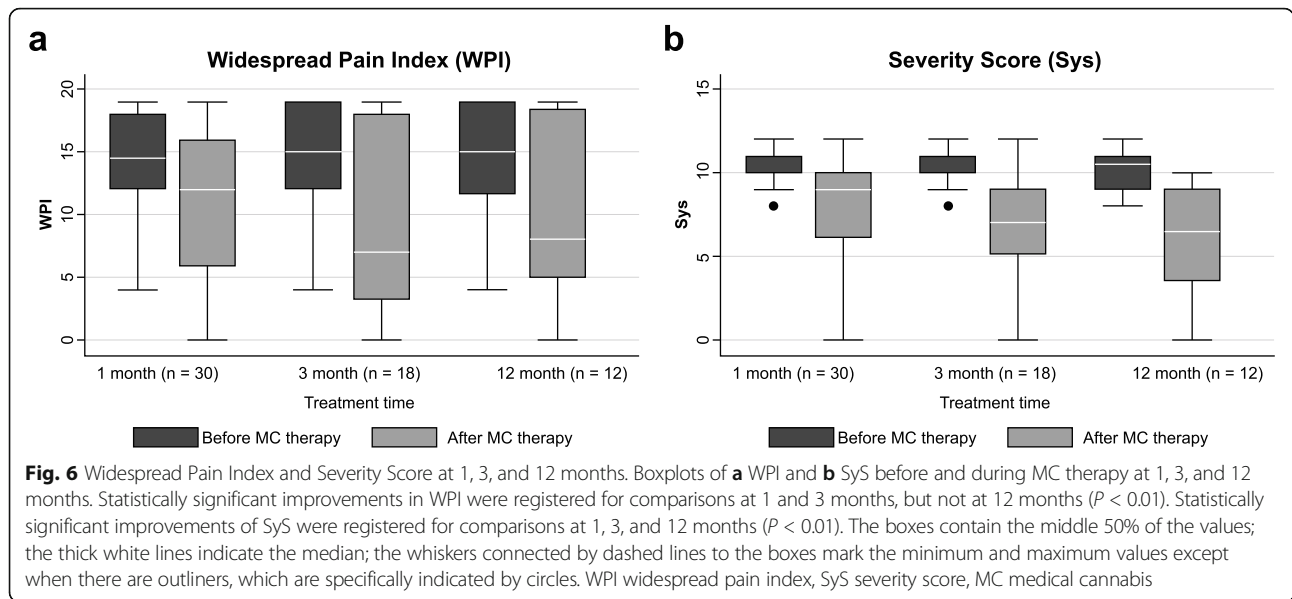 a
Widespread Pain Index (WPI)
20
15
10
5
0
WPI
1 month (n = 30)
3 month (n = 18)
12 month (n = 12)
Treatment time
Before MC therapy
After MC therapy
b
Severity Score (Sys)
15
10
5
0
Sys
1 month (n = 30)
3 month (n = 18)
12 month (n = 12)
Treatment time
Before MC therapy
After MC therapy
Fig. 6 Widespread Pain Index and Severity Score at 1, 3, and 12 months. Boxplots of a WPI and b SyS before and during MC therapy at 1, 3, and 12
months. Statistically significant improvements in WPI were registered for comparisons at 1 and 3 months, but not at 12 months (P < 0.01). Statistically
significant improvements of SyS were registered for comparisons at 1, 3, and 12 months (P < 0.01). The boxes contain the middle 50% of the values;
the thick white lines indicate the median; the whiskers connected by dashed lines to the boxes mark the minimum and maximum values except
when there are outliners, which are specifically indicated by circles. WPI widespread pain index, SyS severity score, MC medical cannabis